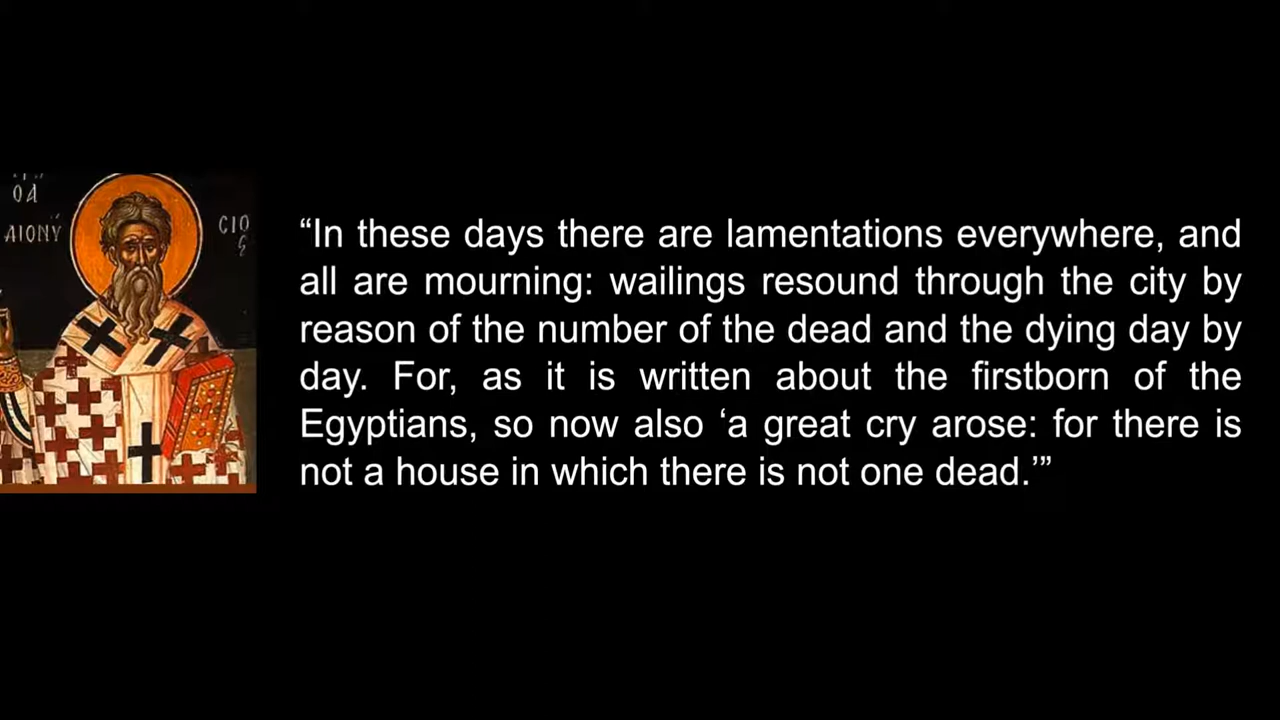 ΟΑ
ΔΙΟΝΥ
ΣΙΟ
ς
“In these days there are lamentations everywhere, and
all are mourning: wailings resound through the city by
reason of the number of the dead and the dying day by
day. For, as it is written about the firstborn of the
Egyptians, so now also ‘a great cry arose: for there is
not a house in which there is not one dead.’”